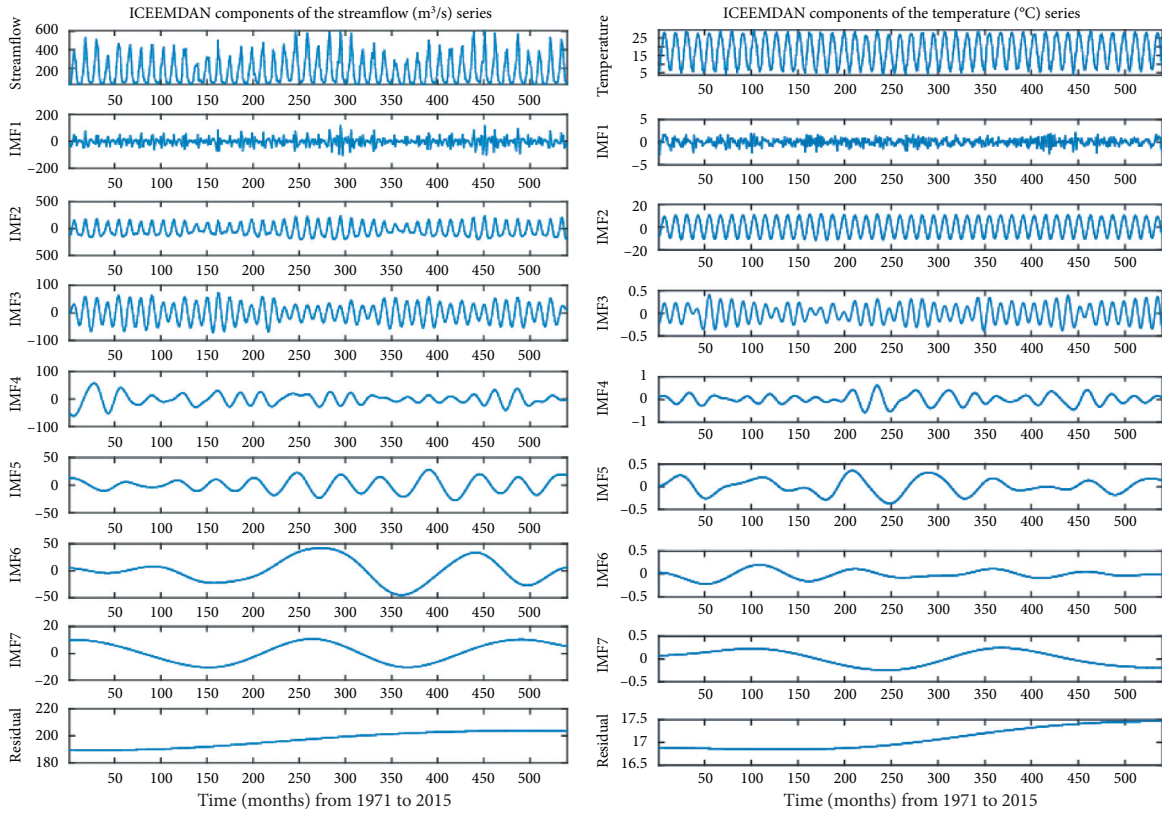 ICEEMDAN components of the streamflow (m³/s) series
Streamflow
600
400
200
50 100 150 200 250 300 350 400 450 500
IMF1
200
0
−200
50 100 150 200 250 300 350 400 450 500
IMF2
500
0
500
50 100 150 200 250 300 350 400 450 500
IMF3
100
0
−100
50 100 150 200 250 300 350 400 450 500
IMF4
100
0
−100
50 100 150 200 250 300 350 400 450 500
IMF5
50
0
−50
50 100 150 200 250 300 350 400 450 500
IMF6
50
0
−50
50 100 150 200 250 300 350 400 450 500
IMF7
20
0
−20
50 100 150 200 250 300 350 400 450 500
Residual
220
200
180
50 100 150 200 250 300 350 400 450 500
Time (months) from 1971 to 2015
ICEEMDAN components of the temperature (°C) series
Temperature
25
15
5
50 100 150 200 250 300 350 400 450 500
IMF1
5
0
−5
50 100 150 200 250 300 350 400 450 500
IMF2
20
0
−20
50 100 150 200 250 300 350 400 450 500
IMF3
0.5
0
−0.5
50 100 150 200 250 300 350 400 450 500
IMF4
1
0
−1
50 100 150 200 250 300 350 400 450 500
IMF5
0.5
0
−0.5
50 100 150 200 250 300 350 400 450 500
IMF6
0.5
0
−0.5
50 100 150 200 250 300 350 400 450 500
IMF7
0.5
0
−0.5
50 100 150 200 250 300 350 400 450 500
Residual
17.5
17
16.5
50 100 150 200 250 300 350 400 450 500
Time (months) from 1971 to 2015